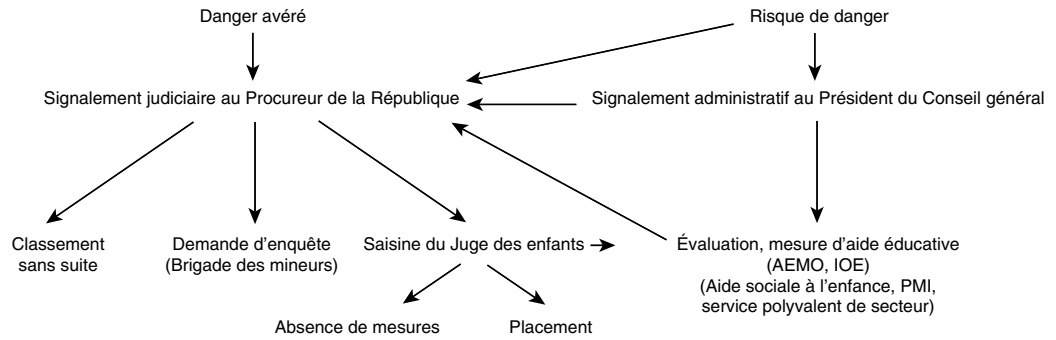 Danger avéré
Risque de danger
Signalement judiciaire au Procureur de la République
Signalement administratif au Président du Conseil général
Classement
sans suite
Demande d'enquête
(Brigade des mineurs)
Saisine du Juge des enfants
Évaluation, mesure d'aide éducative
(AEMO, IOE)
(Aide sociale à l'enfance, PMI,
service polyvalent de secteur)
Absence de mesures
Placement